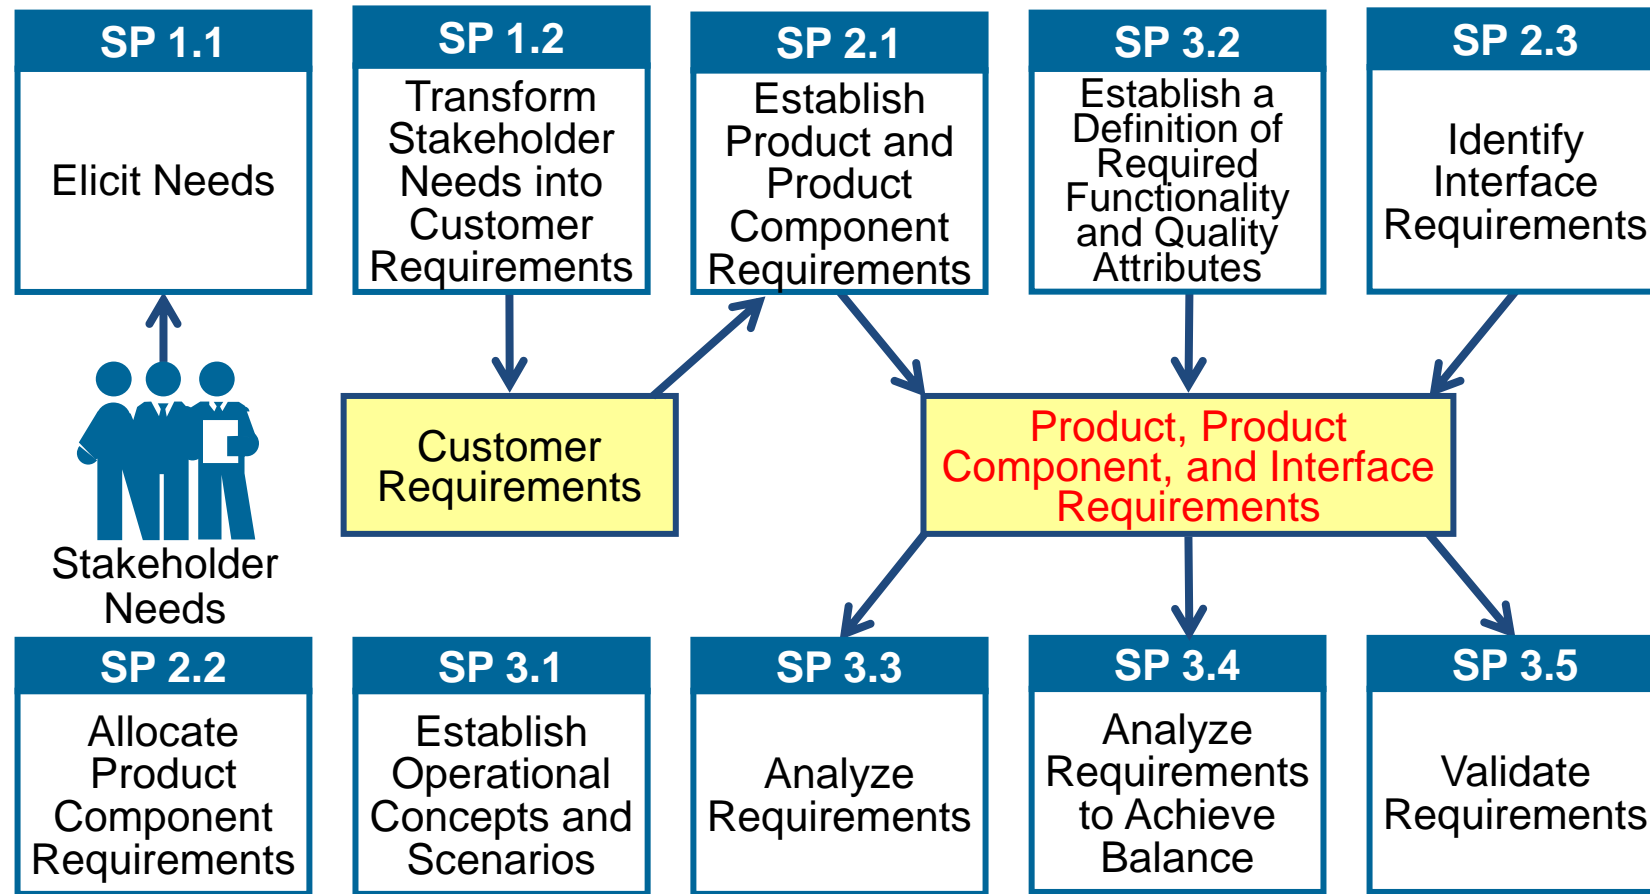 SP 1.1
Elicit Needs
SP 1.2
Transform
Stakeholder
Needs into
Customer
Requirements
SP 2.1
Establish
Product and
Product
Component
Requirements
SP 3.2
Establish a
Definition of
Required
Functionality
and Quality
Attributes
SP 2.3
Identify
Interface
Requirements
Stakeholder
Needs
Customer
Requirements
Product, Product
Component, and Interface
Requirements
SP 2.2
Allocate
Product
Component
Requirements
SP 3.1
Establish
Operational
Concepts and
Scenarios
SP 3.3
Analyze
Requirements
SP 3.4
Analyze
Requirements
to Achieve
Balance
SP 3.5
Validate
Requirements